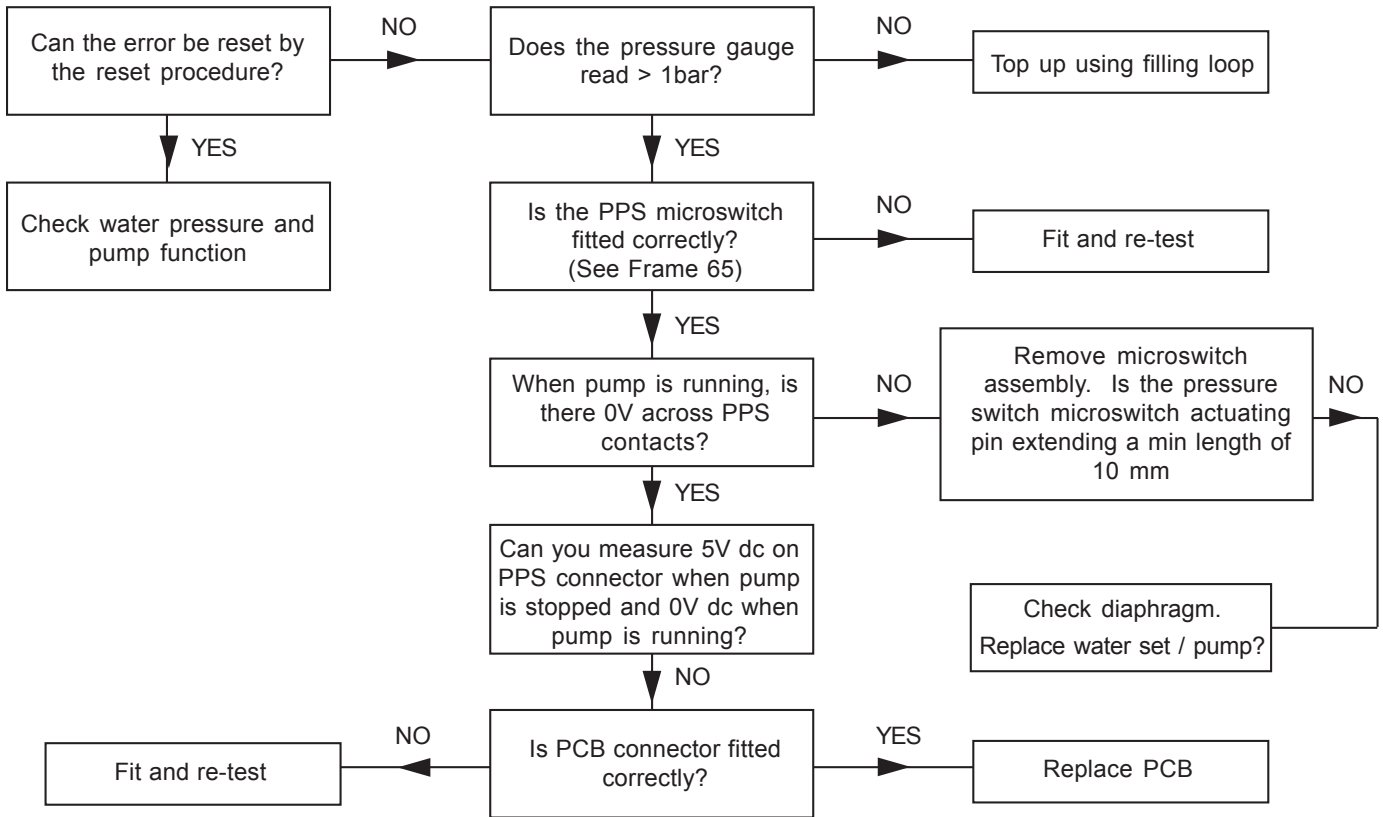 Can the error be reset by
the reset procedure?
NO
Does the pressure gauge
read > 1bar?
NO
Top up using filling loop
YES
YES
Check water pressure and
pump function
Is the PPS microswitch
fitted correctly?
(See Frame 65)
NO
Fit and re-test
YES
When pump is running, is
there 0V across PPS
contacts?
NO
Remove microswitch
assembly. Is the pressure
switch microswitch actuating
pin extending a min length of
10 mm
NO
YES
Can you measure 5V dc on
PPS connector when pump
is stopped and 0V dc when
pump is running?
Check diaphragm.
Replace water set / pump?
NO
Is PCB connector fitted
correctly?
NO
Fit and re-test
YES
Replace PCB